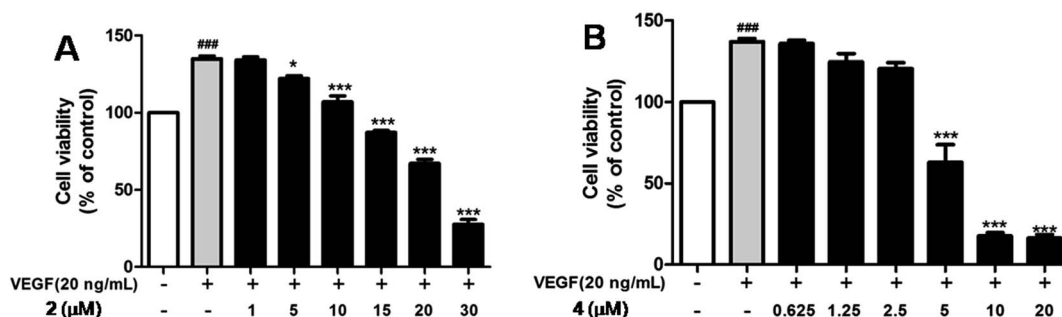 A
Cell viability
(% of control)
150
100
50
0
###
*
***
***
***
***
VEGF(20 ng/mL) - + + + + + + +
2 (μM) - - 1 5 10 15 20 30
B
Cell viability
(% of control)
150
100
50
0
###
***
***
***
VEGF(20 ng/mL) - + + + + + + +
4 (μM) - - 0.625 1.25 2.5 5 10 20